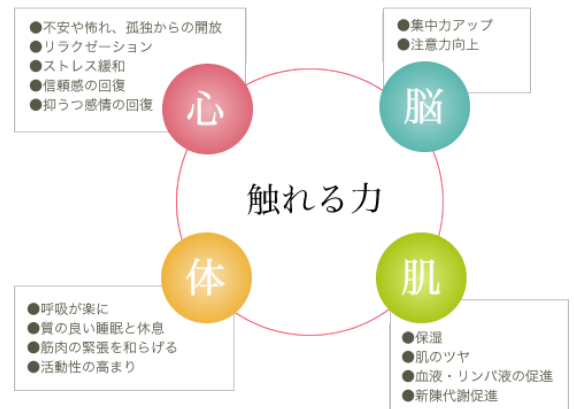 ●不安や怖れ、孤独からの開放
●リラクゼーション
●ストレス緩和
●信頼感の回復
●抑うつ感情の回復
心
●集中力アップ
●注意力向上
脳
触れる力
体
●呼吸が楽に
●質の良い睡眠と休息
●筋肉の緊張を和らげる
●活動性の高まり
肌
●保湿
●肌のツヤ
●血液・リンパ液の促進
●新陳代謝促進